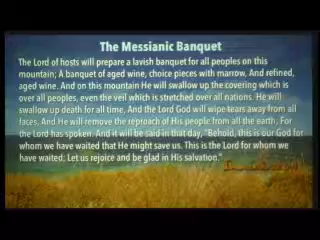 The Messianic Banquet
The Lord of hosts will prepare a lavish banquet for all peoples on this
mountain; A banquet of aged wine, choice pieces with marrow, And refined,
aged wine. And on this mountain He will swallow up the covering which is
over all peoples, even the veil which is stretched over all nations. He will
swallow up death for all time, And the Lord God will wipe tears away from all
faces, And He will remove the reproach of His people from all the earth; For
the Lord has spoken. And it will be said in that day, "Behold, this is our God for
whom we have waited that He might save us. This is the Lord for whom we
have waited; Let us rejoice and be glad in His salvation."